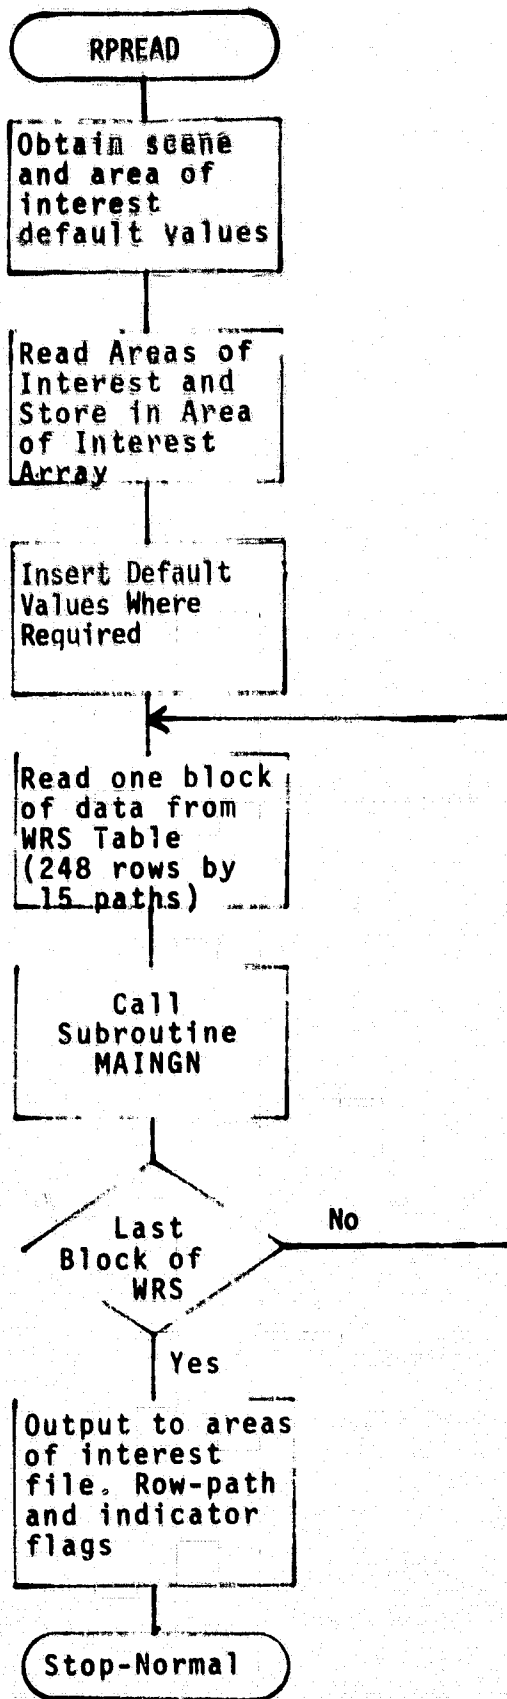 RPREAD
Obtain scene
and area of
interest
default values
Read Areas of
Interest and
Store in Area
of Interest
Array
Insert Default
Values Where
Required
Read one block
of data from
WRS Table
(248 rows by
15 paths)
Call
Subroutine
MAINGN
Last
Block of
WRS
No
Yes
Output to areas
of interest
file. Row-path
and indicator
flags
Stop-Normal